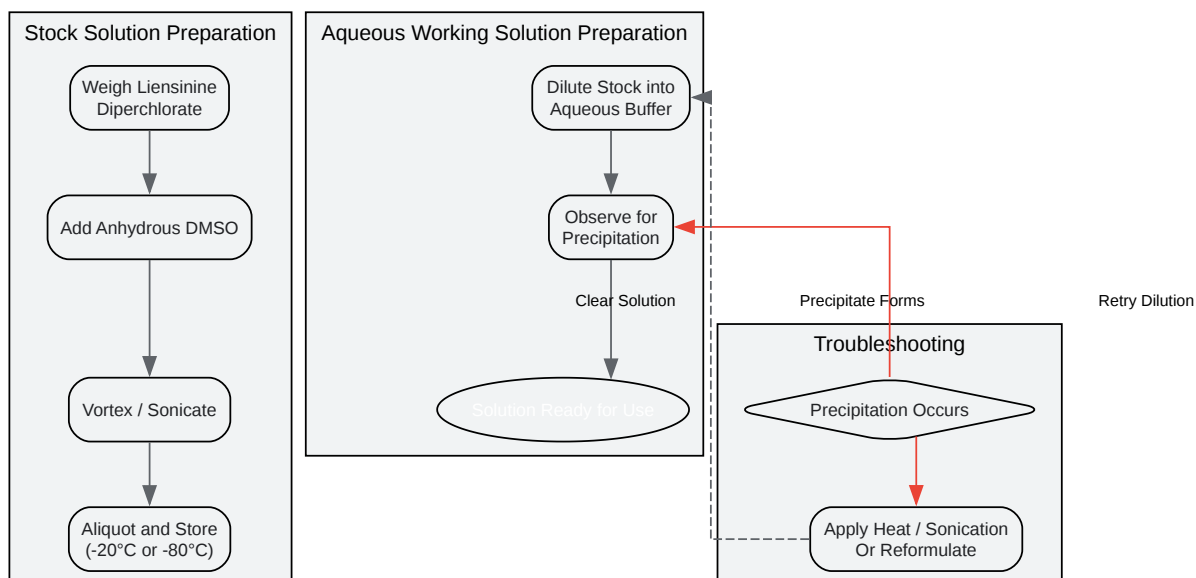 Stock Solution Preparation
Weigh Liensinine
Diperchlorate
Add Anhydrous DMSO
Vortex / Sonicate
Aliquot and Store
(-20°C or -80°C)
Aqueous Working Solution Preparation
Dilute Stock into
Aqueous Buffer
Observe for
Precipitation
Clear Solution
Solution Ready for Use
Precipitate Forms
Retry Dilution
Troubleshooting
Precipitation Occurs
Apply Heat / Sonication
Or Reformulate